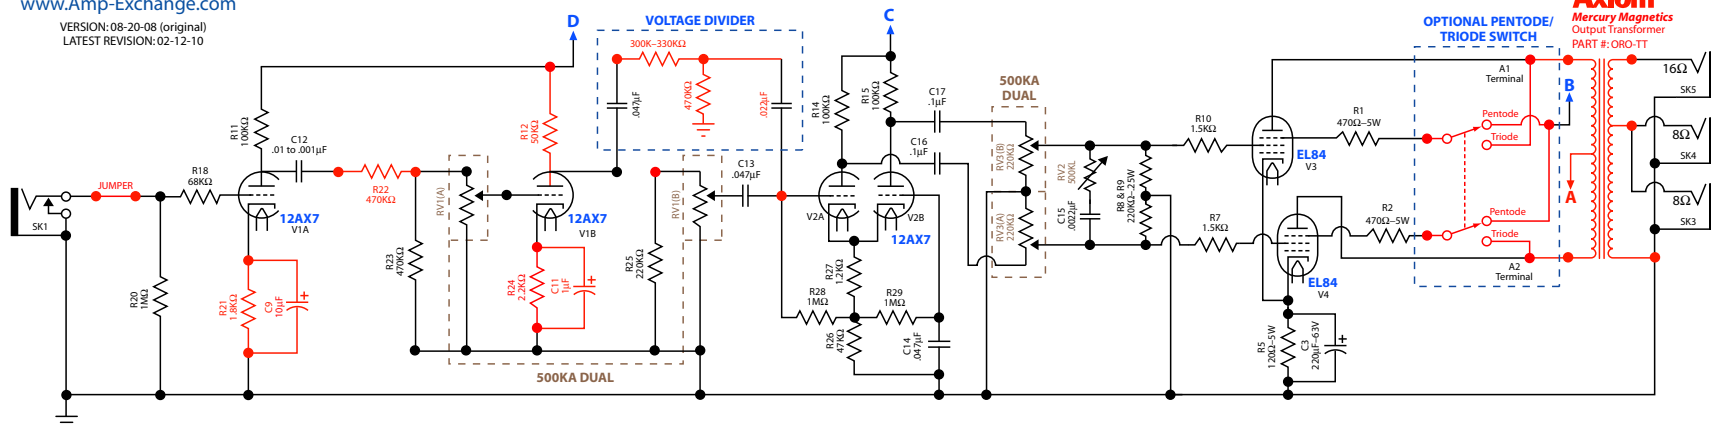 www.Amp-Exchange.com
VERSION: 08-20-08 (original)
LATEST REVISION: 02-12-10
D
VOLTAGE DIVIDER
300K–330KΩ
.047µF
470KΩ
.022µF
C
R11
100KΩ
C12
.01 to .001µF
R12
50KΩ
R14
100KΩ
R15
100KΩ
C17
.1µF
C16
.1µF
500KA
DUAL
RV3(B)
220KΩ
RV3(A)
220KΩ
RV2
500KL
C15
.0022µF
R8 & R9
220KΩ–.25W
R10
1.5KΩ
R7
1.5KΩ
EL84
V3
R1
470Ω–5W
R2
470Ω–5W
OPTIONAL PENTODE/
TRIODE SWITCH
A1
Terminal
Pentode
Triode
Pentode
Triode
A2
Terminal
B
A
Axiom
Mercury Magnetics
Output Transformer
PART #: ORO-TT
16Ω
SK5
8Ω
SK4
8Ω
SK3
SK1
JUMPER
R18
68KΩ
12AX7
V1A
R20
1MΩ
R21
1.8KΩ
C9
10µF
R22
470KΩ
R23
470KΩ
RV1(A)
12AX7
V1B
R24
2.2KΩ
C11
1µF
R25
220KΩ
RV1(B)
500KA DUAL
C13
.047µF
V2A
V2B
12AX7
R27
1.2KΩ
R28
1MΩ
R29
1MΩ
R26
47KΩ
C14
.047µF
EL84
V4
R5
120Ω–5W
C3
220µF–63V